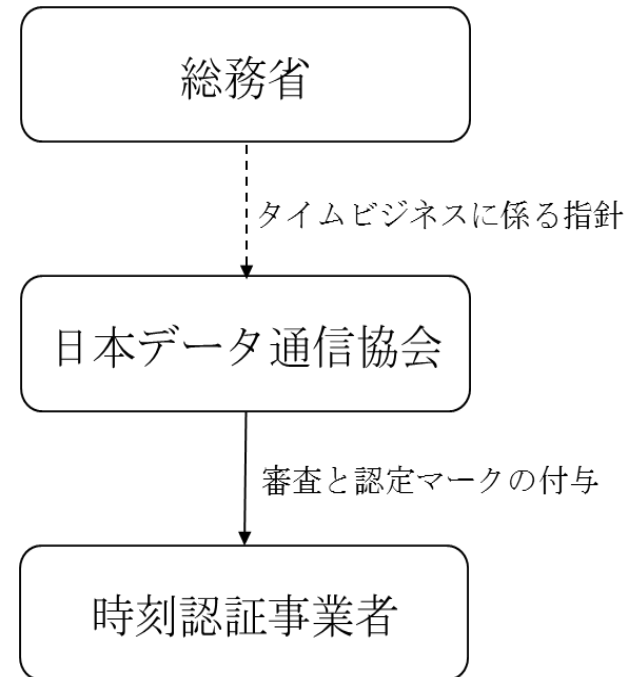 総務省
タイムビジネスに係る指針
日本データ通信協会
審査と認定マークの付与
時刻認証事業者